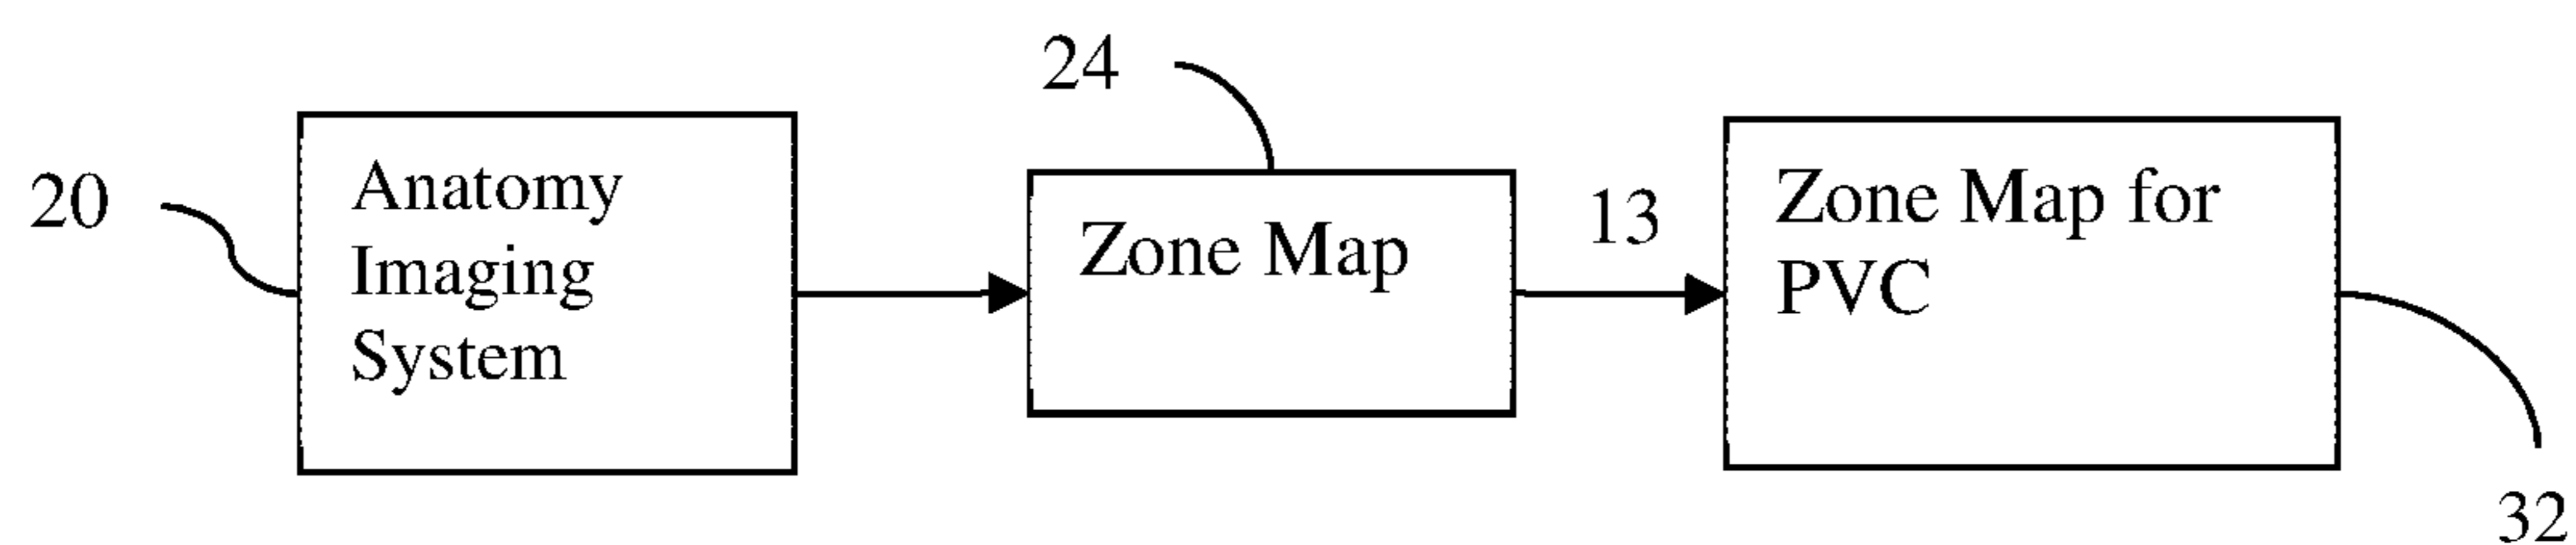 24
20
Anatomy
Imaging
System
Zone Map
13
Zone Map for
PVC
32